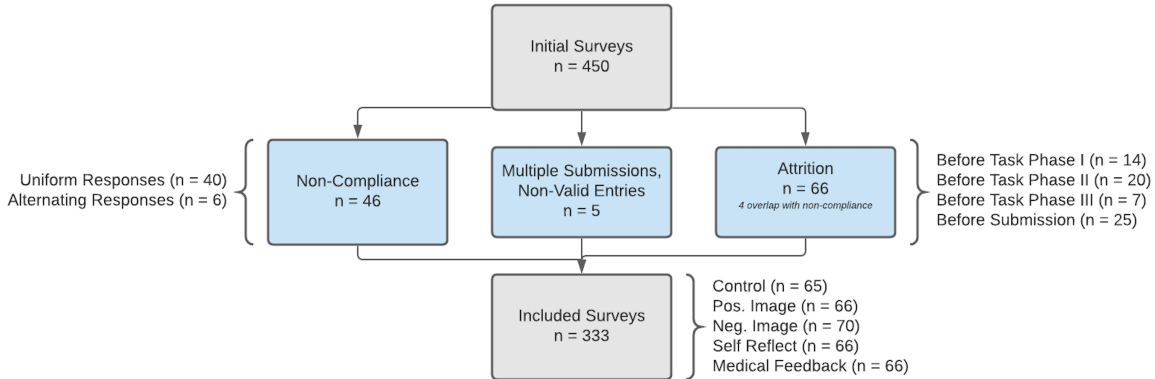 Initial Surveys
n = 450
Uniform Responses (n = 40)
Alternating Responses (n = 6)
Non-Compliance
n = 46
Multiple Submissions,
Non-Valid Entries
n = 5
Attrition
n = 66
4 overlap with non-compliance
Before Task Phase I (n = 14)
Before Task Phase II (n = 20)
Before Task Phase III (n = 7)
Before Submission (n = 25)
Included Surveys
n = 333
Control (n = 65)
Pos. Image (n = 66)
Neg. Image (n = 70)
Self Reflect (n = 66)
Medical Feedback (n = 66)